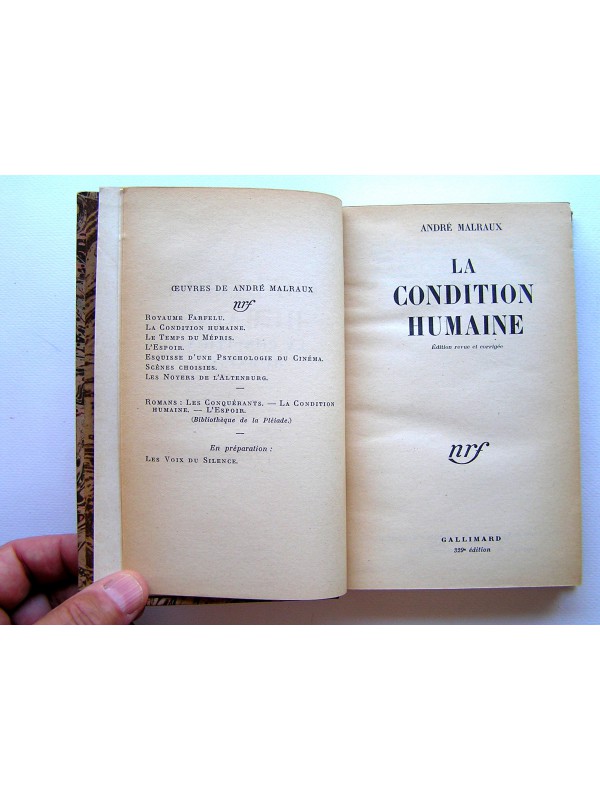 ŒUVRES DE ANDRÉ MALRAUX
nrf
ROYAUME FARFELU.
LA CONDITION HUMAINE.
LE TEMPS DU MÉPRIS.
L'ESPOIR.
ESQUISSE D'UNE PSYCHOLOGIE DU CINÉMA.
SCÈNES CHOISIES.
LES NOYERS DE L'ALTENBURG.
ROMANS : LES CONQUÉRANTS. — LA CONDITION
HUMAINE. — L'ESPOIR.
(Bibliothèque de la Pléiade.)
En préparation :
LES VOIX DU SILENCE.
ANDRÉ MALRAUX
LA
CONDITION
HUMAINE
Édition revue et corrigée
nrf
GALLIMARD
329e édition